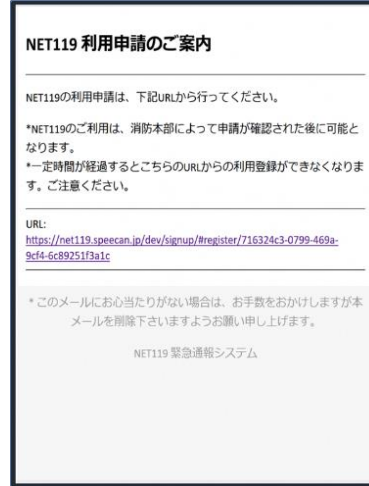 NET119 利用申請のご案内
NET119の利用申請は、下記URLから行ってください。
*NET119のご利用は、消防本部によって申請が確認された後に可能と
なります。
*一定時間が経過するとこちらのURLからの利用登録ができなくなりま
す。ご注意ください。
URL:
https://net119.speecan.jp/dev/signup/#register/716324c3-0799-469a-
9cf4-6c89251f3a1c
* このメールにお心当たりがない場合は、お手数をおかけしますが本
メールを削除下さいますようお願い申し上げます。
NET119 緊急通報システム